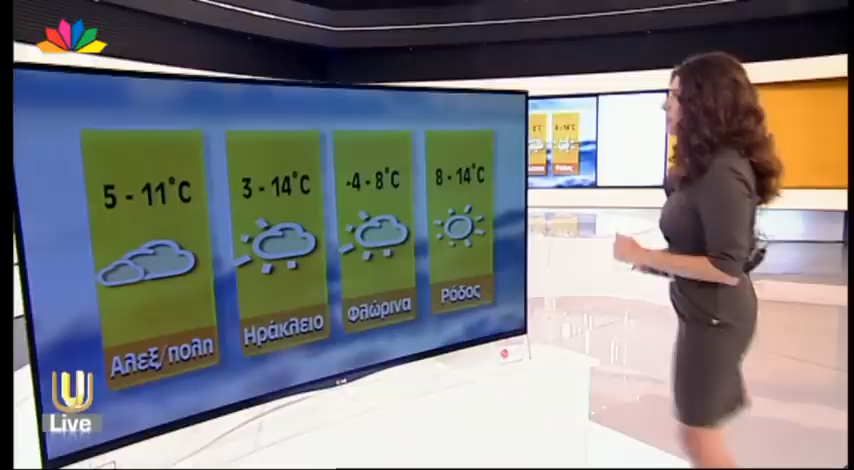 5 - 11°C
3 - 14°C
-4 - 8°C
8 - 14°C
Αλεξ/πολη
Ηράκλειο
Φλώρινα
Ρόδος
Live